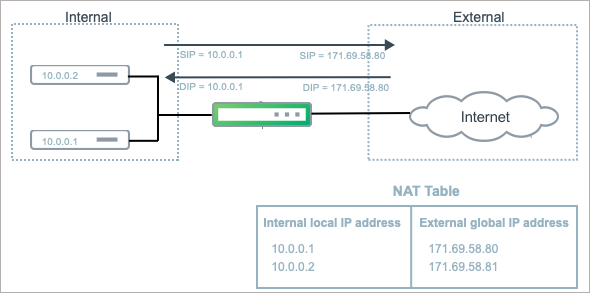 Internal
External
SIP = 10.0.0.1
SIP = 171.69.58.80
10.0.0.2
DIP = 10.0.0.1
DIP = 171.69.58.80
10.0.0.1
Internet
NAT Table
Internal local IP address
External global IP address
10.0.0.1
171.69.58.80
10.0.0.2
171.69.58.81